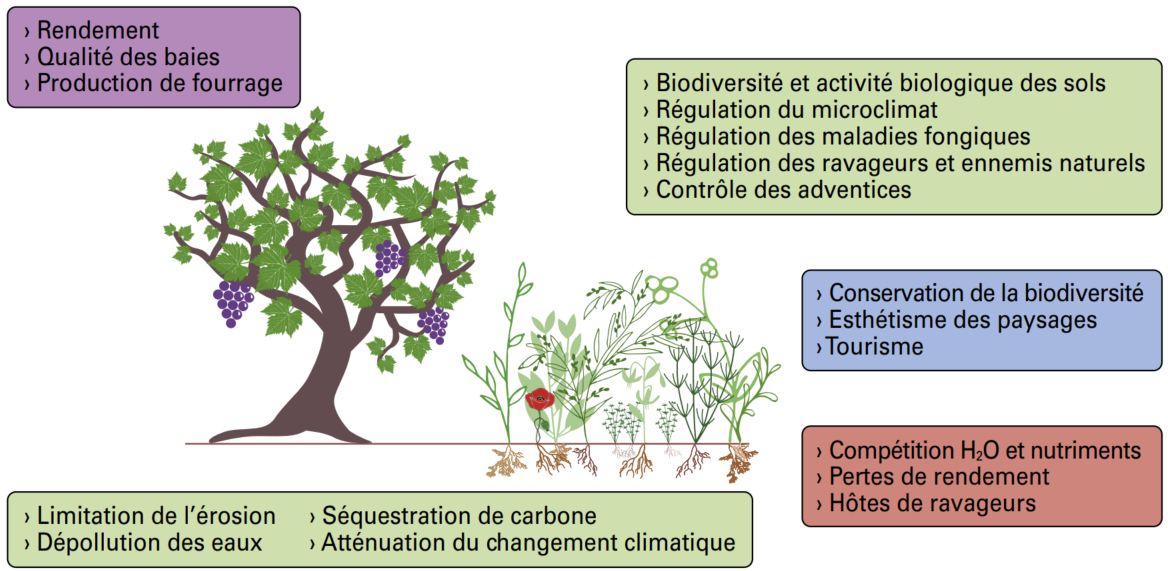 › Rendement
› Qualité des baies
› Production de fourrage
› Biodiversité et activité biologique des sols
› Régulation du microclimat
› Régulation des maladies fongiques
› Régulation des ravageurs et ennemis naturels
› Contrôle des adventices
› Conservation de la biodiversité
› Esthétisme des paysages
› Tourisme
› Compétition H₂O et nutriments
› Pertes de rendement
› Hôtes de ravageurs
› Limitation de l’érosion
› Dépollution des eaux
› Séquestration de carbone
› Atténuation du changement climatique